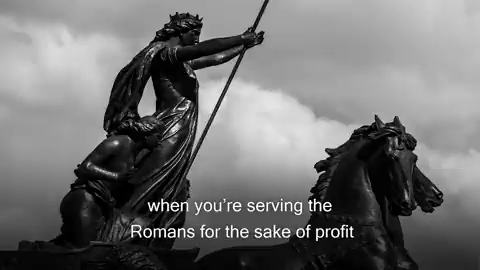 when you’re serving the
Romans for the sake of profit